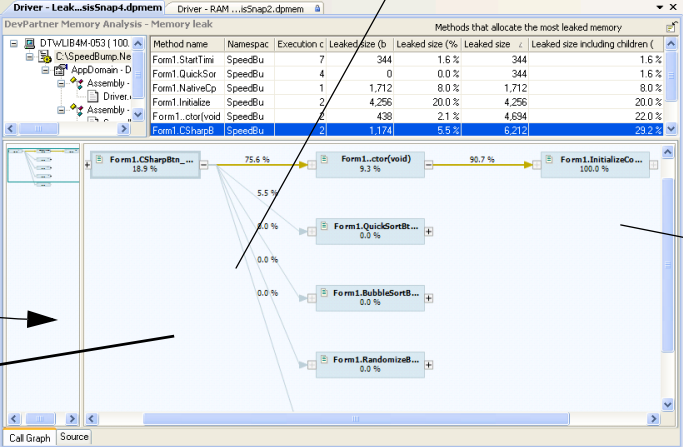 Driver - Leak...sisSnap4.dpmem Driver - RAM ...isSnap2.dpmem
DevPartner Memory Analysis - Memory leak
Methods that allocate the most leaked memory
DTWLIB4M-053 ( 100.
C:\SpeedBump.Ne
AppDomain - D
Assembly -
Driver.
Assembly -
Method name Namespac Execution c Leaked size (b Leaked size (% Leaked size Leaked size including children (
Form1.StartTimi SpeedBu 7 344 1.6 % 344 1.6 %
Form1.QuickSor SpeedBu 4 0 0.0 % 344 1.6 %
Form1.NativeCp SpeedBu 1 1,712 8.0 % 1,712 8.0 %
Form1.Initialize SpeedBu 2 4,256 20.0 % 4,256 20.0 %
Form1..ctor(void SpeedBu 2 438 2.1 % 4,694 22.0 %
Form1.CSharpB SpeedBu 2 1,174 5.5 % 6,212 29.2 %
Form1.CSharpBtn_...
18.9 %
75.6 %
Form1..ctor(void)
9.3 %
90.7 %
Form1.InitializeCo...
100.0 %
5.5 %
Form1.QuickSortBt...
0.0 %
0.0 %
0.0 %
Form1.BubbleSortB...
0.0 %
0.0 %
Form1.RandomizeB...
0.0 %
Call Graph Source